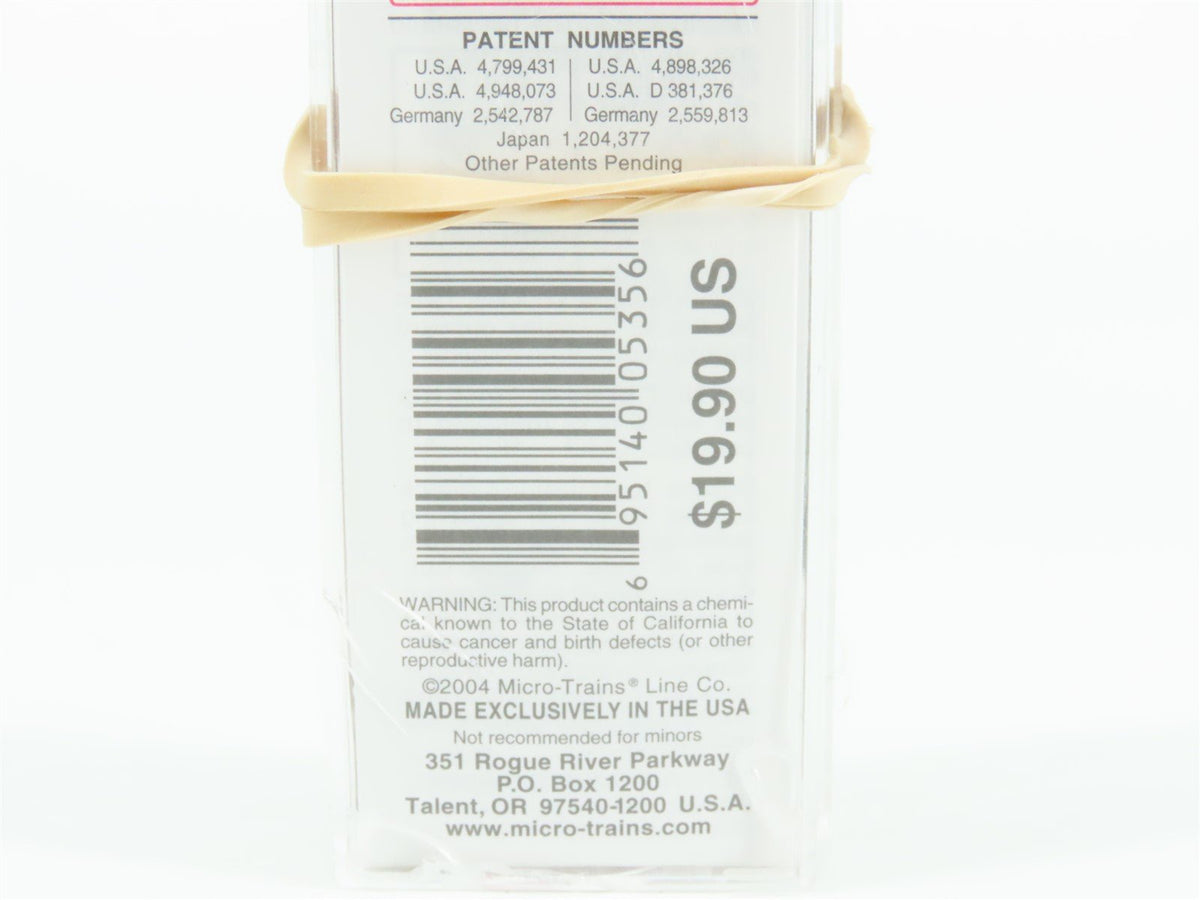 PATENT NUMBERS
U.S.A. 4,799,431 U.S.A. 4,898,326
U.S.A. 4,948,073 U.S.A. D 381,376
Germany 2,542,787 Germany 2,559,813
Japan 1,204,377
Other Patents Pending
6 95140 05356
$19.90 US
WARNING: This product contains a chemi-
cal known to the State of California to
cause cancer and birth defects (or other
reproductive harm).
©2004 Micro-Trains® Line Co.
MADE EXCLUSIVELY IN THE USA
Not recommended for minors
351 Rogue River Parkway
P.O. Box 1200
Talent, OR 97540-1200 U.S.A.
www.micro-trains.com